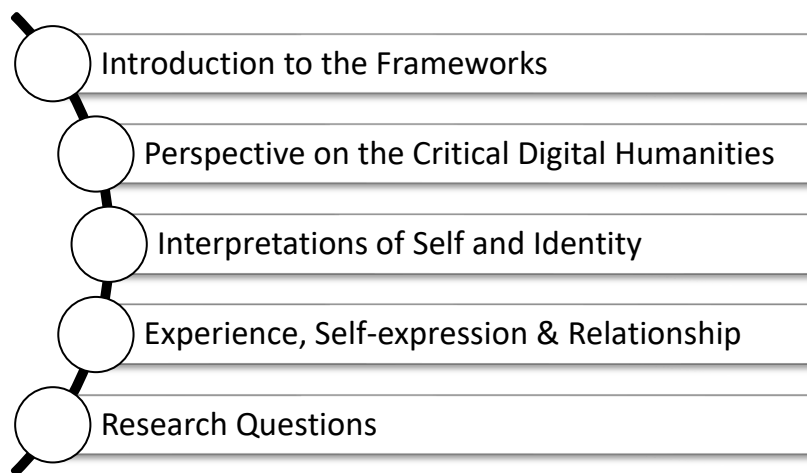 Introduction to the Frameworks
Perspective on the Critical Digital Humanities
Interpretations of Self and Identity
Experience, Self-expression & Relationship
Research Questions